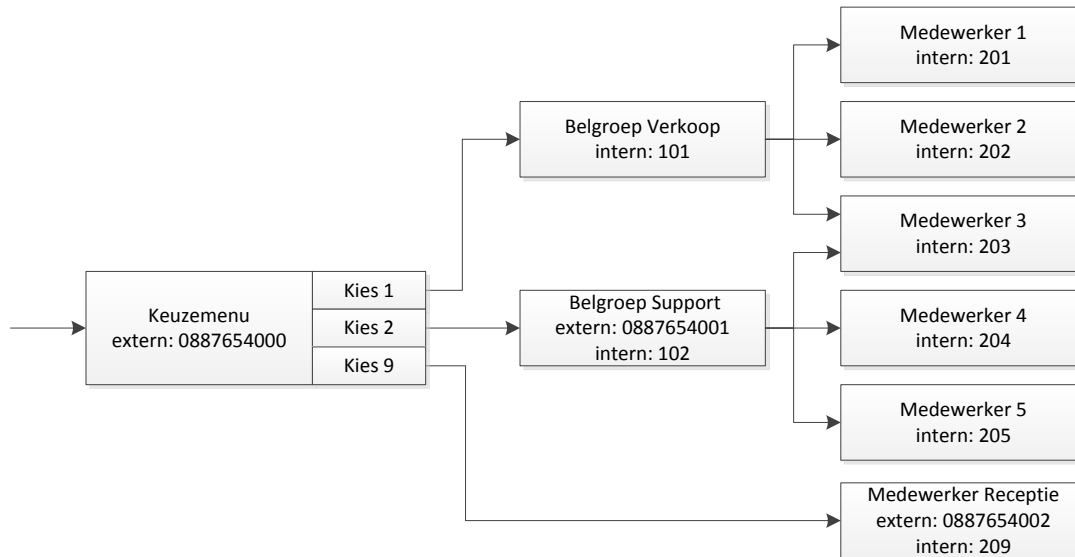 Keuzemenu
extern: 0887654000
Kies 1
Kies 2
Kies 9
Belgroep Verkoop
intern: 101
Belgroep Support
extern: 0887654001
intern: 102
Medewerker 1
intern: 201
Medewerker 2
intern: 202
Medewerker 3
intern: 203
Medewerker 4
intern: 204
Medewerker 5
intern: 205
Medewerker Receptie
extern: 0887654002
intern: 209